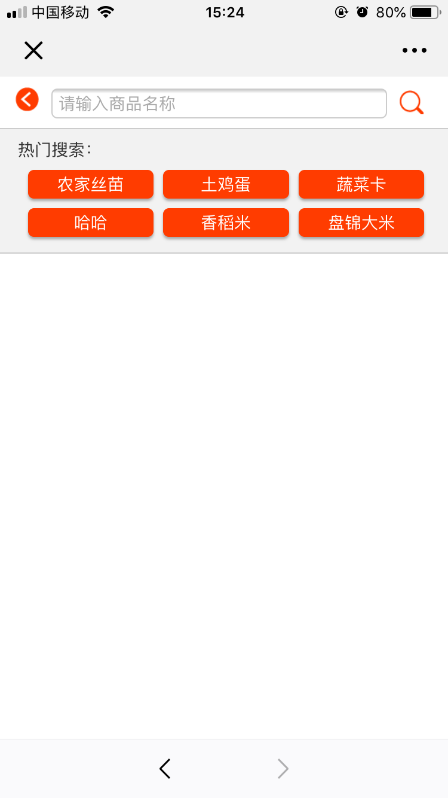 中国移动 15:24 80%
请输入商品名称
热门搜索：
农家丝苗 土鸡蛋 蔬菜卡
哈哈 香稻米 盘锦大米